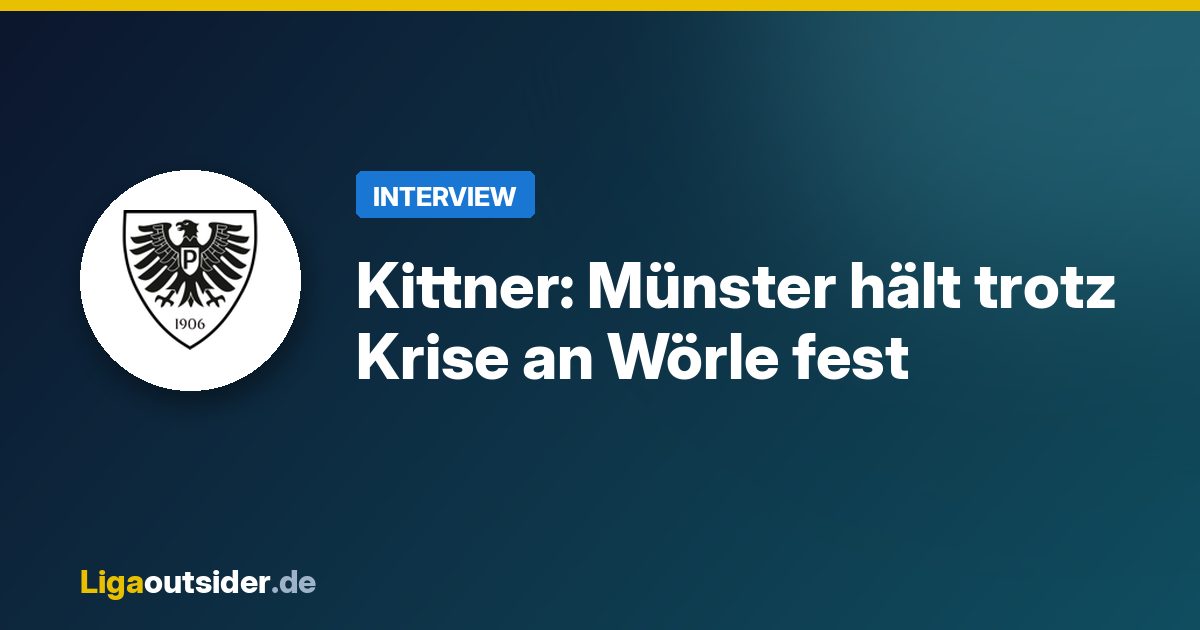 INTERVIEW
Kittner: Münster hält trotz
Krise an Wörle fest
P
1906
Ligaoutsider.de